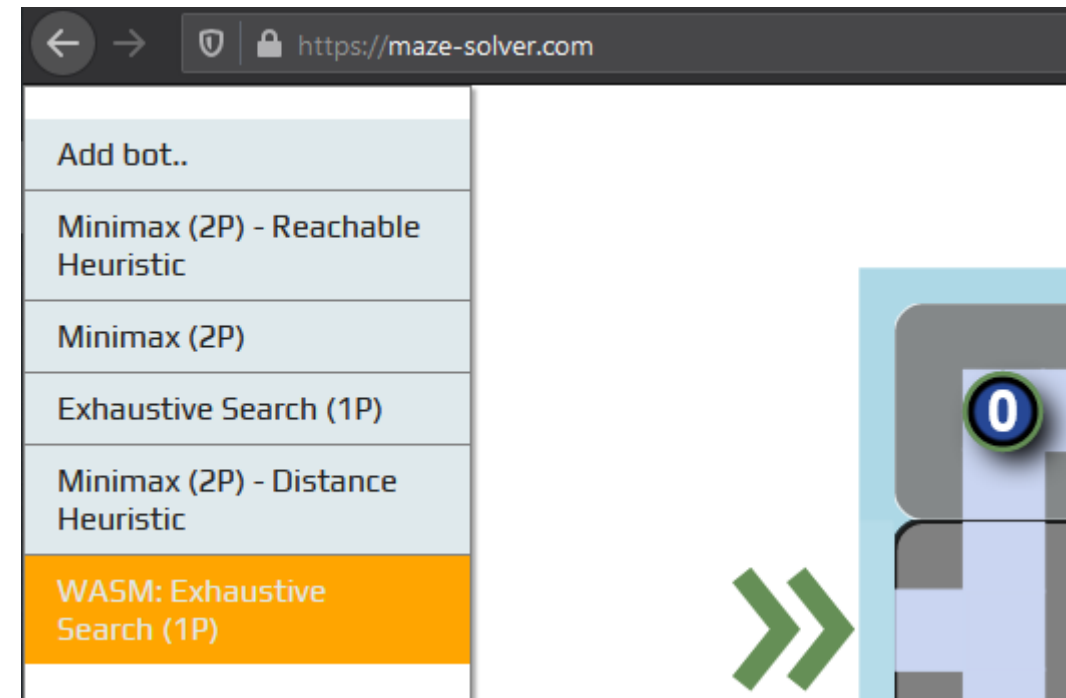 https://maze-solver.com
Add bot..
Minimax (2P) - Reachable
Heuristic
Minimax (2P)
Exhaustive Search (1P)
Minimax (2P) - Distance
Heuristic
WASM: Exhaustive
Search (1P)
0